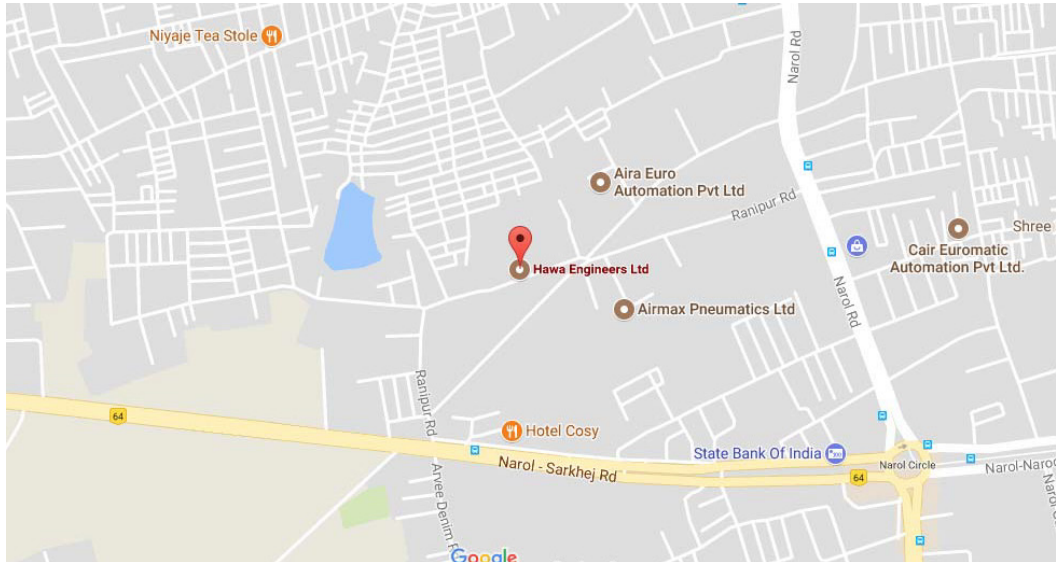 Niyaje Tea Stole
Narol Rd
Aira Euro
Automation Pvt Ltd
Ranipur Rd
Shree
Cair Euromatic
Automation Pvt Ltd.
Hawa Engineers Ltd
Airmax Pneumatics Ltd
Narol Rd
Ranipur Rd
64
Hotel Cosy
State Bank Of India
Narol Circle
Narol - Sarkhej Rd
64
Arvee Denim
Google